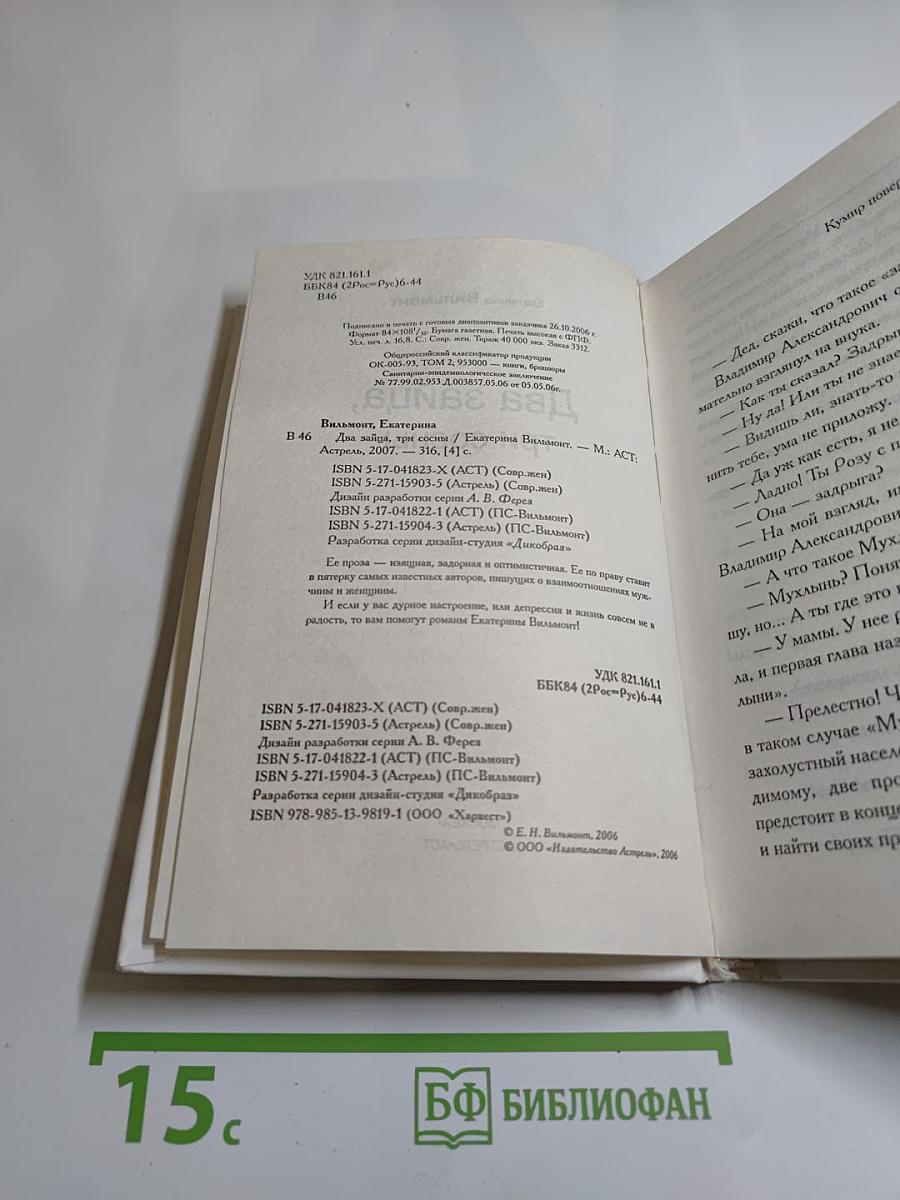 УДК 821.161.1
ББК84 (2Рос=Рус)6-44
В46
Подписано в печать с готовых диапозитивов заказчика 26.10.2006 г.
Формат 84×108 1/32. Бумага газетная. Печать высокая с ФПФ.
Усл. печ. л. 16,8. С.: Совр. жен. Тираж 40 000 экз. Заказ 3312.
Общероссийский классификатор продукции
ОК-005-93, ТОМ 2, 953000 — книги, брошюры
Санитарно-эпидемиологическое заключение
№ 77.99.02.953.Д.003857.05.06 от 05.05.06г.
Вильмонт, Екатерина
В 46 Два зайца, три сосны / Екатерина Вильмонт. — М.: АСТ:
Астрель, 2007. — 316, [4] с.
ISBN 5-17-041823-X (АСТ) (Совр.жен)
ISBN 5-271-15903-5 (Астрель) (Совр.жен)
Дизайн разработки серии А. В. Ферез
ISBN 5-17-041822-1 (АСТ) (ПС-Вильмонт)
ISBN 5-271-15904-3 (Астрель) (ПС-Вильмонт)
Разработка серии дизайн-студия «Дикобраз»
Ее проза — изящная, задорная и оптимистичная. Ее по праву ставят
в пятерку самых известных авторов, пишущих о взаимоотношениях муж-
чины и женщины.
И если у вас дурное настроение, или депрессия и жизнь совсем не в
радость, то вам помогут романы Екатерины Вильмонт!
УДК 821.161.1
ББК84 (2Рос=Рус)6-44
ISBN 5-17-041823-X (АСТ) (Совр.жен)
ISBN 5-271-15903-5 (Астрель) (Совр.жен)
Дизайн разработки серии А. В. Ферез
ISBN 5-17-041822-1 (АСТ) (ПС-Вильмонт)
ISBN 5-271-15904-3 (Астрель) (ПС-Вильмонт)
Разработка серии дизайн-студия «Дикобраз»
ISBN 978-985-13-9819-1 (ООО «Харвест»)
© Е. Н. Вильмонт, 2006
© ООО «Издательство Астрель», 2006
Кумир повер
— Дед, скажи, что такое «за
Владимир Александрович с
мательно взглянул на внука.
— Как ты сказал? Задры
— Ну да! Или ты не знае
— Видишь ли, знать-то
нить тебе, ума не приложу.
— Да уж как есть, я не
— Ладно! Ты Розу с п
— Она — задрыга?
— На мой взгляд, и
Владимир Александрови
— А что такое Мух
— Мухлынь? Поня
шу, но... А ты где это
— У мамы. У нее р
ла, и первая глава наз
лыни».
— Прелестно! Ч
в таком случае «Му
захолустный насел
димому, две про
предстоит в конце
и найти своих пр
15 с
БФ БИБЛИОФАН